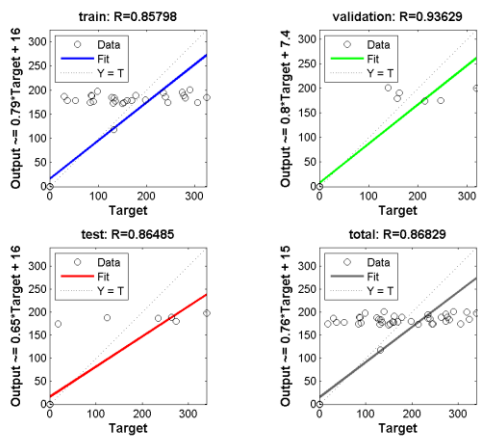 train: R=0.85798
Output ~= 0.79*Target + 16
300
250
200
150
100
50
0
Data
Fit
Y = T
0 100 200 300
Target
validation: R=0.93629
Output ~= 0.8*Target + 7.4
300
250
200
150
100
50
0
Data
Fit
Y = T
0 100 200 300
Target
test: R=0.86485
Output ~= 0.65*Target + 16
300
250
200
150
100
50
0
Data
Fit
Y = T
0 100 200 300
Target
total: R=0.86829
Output ~= 0.76*Target + 15
300
250
200
150
100
50
0
Data
Fit
Y = T
0 100 200 300
Target